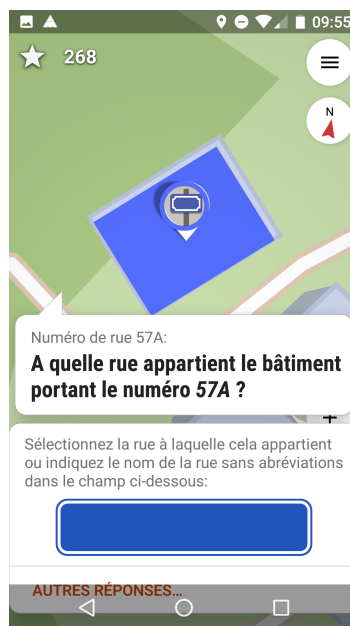 09:55
268
N
Numéro de rue 57A:
A quelle rue appartient le bâtiment
portant le numéro 57A ?
+
Sélectionnez la rue à laquelle cela appartient
ou indiquez le nom de la rue sans abréviations
dans le champ ci-dessous:
AUTRES RÉPONSES...